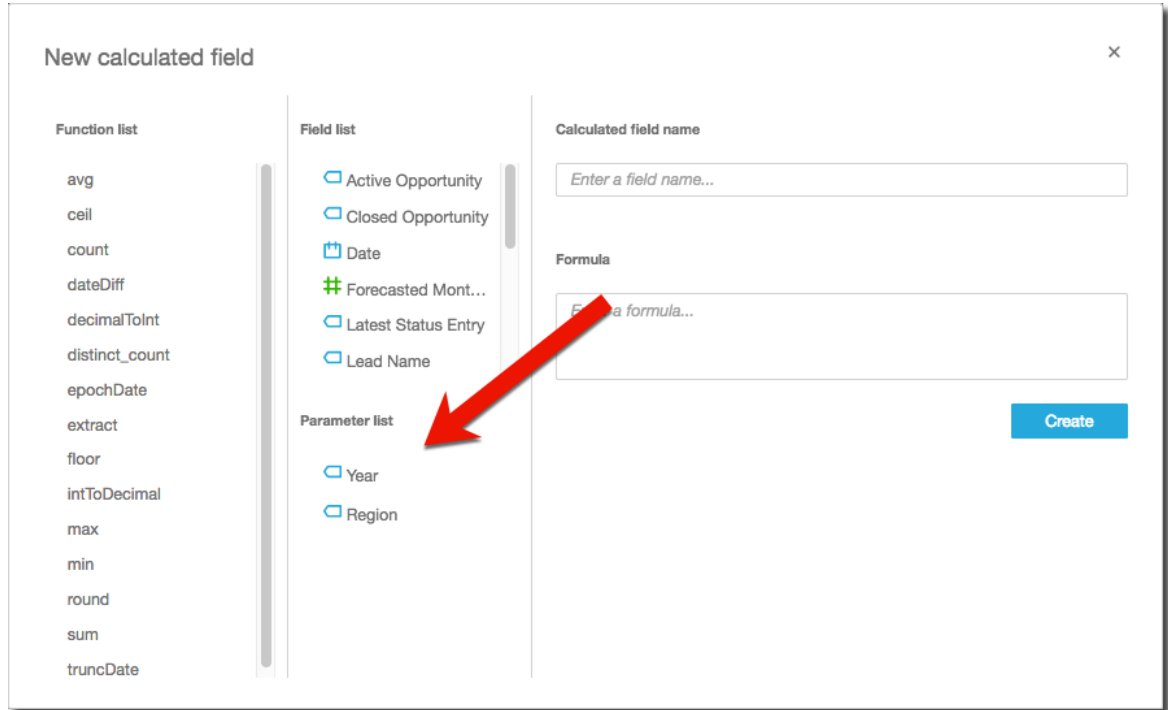 New calculated field
×
Function list
avg
ceil
count
dateDiff
decimalToInt
distinct_count
epochDate
extract
floor
intToDecimal
max
min
round
sum
truncDate
Field list
Active Opportunity
Closed Opportunity
Date
Forecasted Mont...
Latest Status Entry
Lead Name
Parameter list
Year
Region
Calculated field name
Enter a field name...
Formula
a formula...
Create